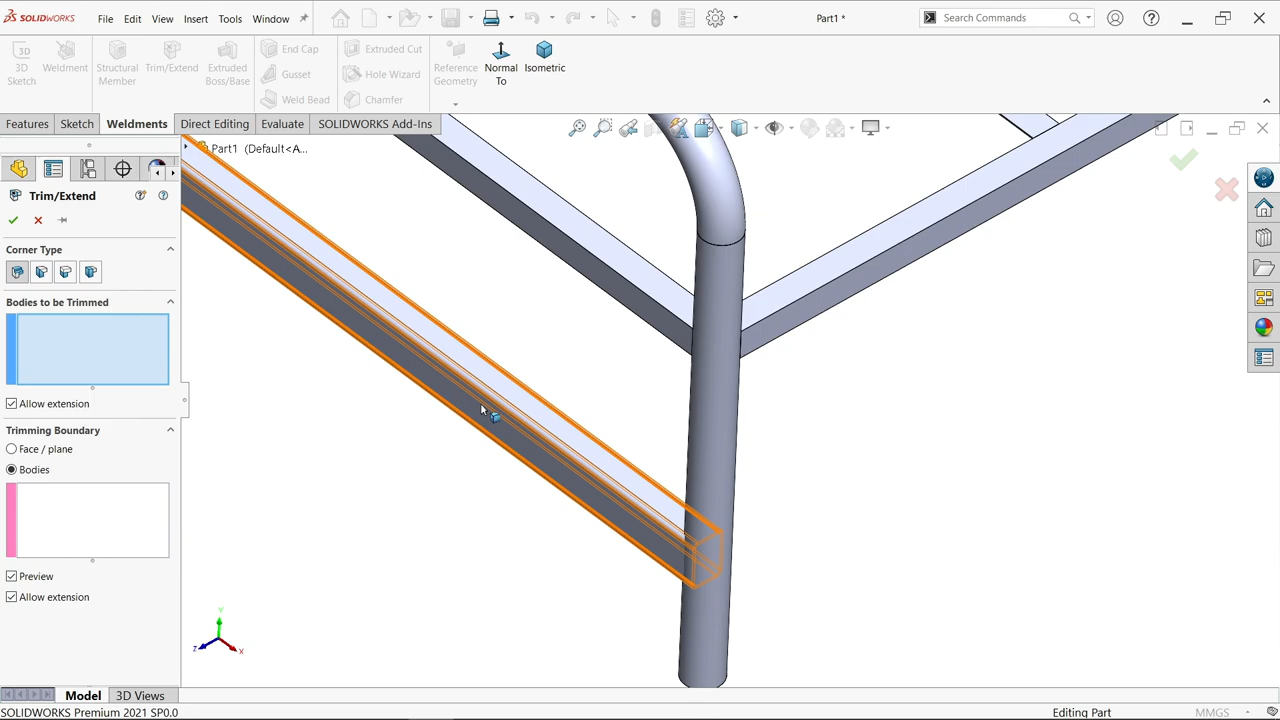 SOLIDWORKS File Edit View Insert Tools Window Part1 * Search Commands
3D Sketch Weldment Structural Member Trim/Extend Extruded Boss/Base End Cap Gusset Weld Bead Extruded Cut Hole Wizard Chamfer Reference Geometry Normal To Isometric
Features Sketch Weldments Direct Editing Evaluate SOLIDWORKS Add-Ins
Part1 (Default<A...
Trim/Extend
Corner Type
Bodies to be Trimmed
Allow extension
Trimming Boundary
Face / plane
Bodies
Preview
Allow extension
Y
Z X
Model 3D Views
SOLIDWORKS Premium 2021 SP0.0 Editing Part MMGS